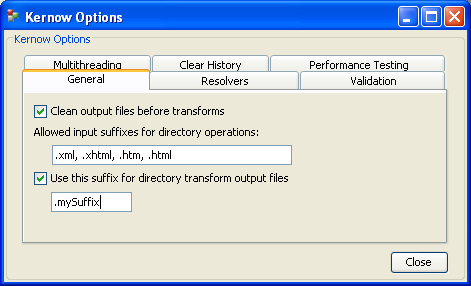 Kernow Options
Kernow Options
Multithreading Clear History Performance Testing
General Resolvers Validation
Clean output files before transforms
Allowed input suffixes for directory operations:
.xml, .xhtml, .htm, .html
Use this suffix for directory transform output files
.mySuffix
Close